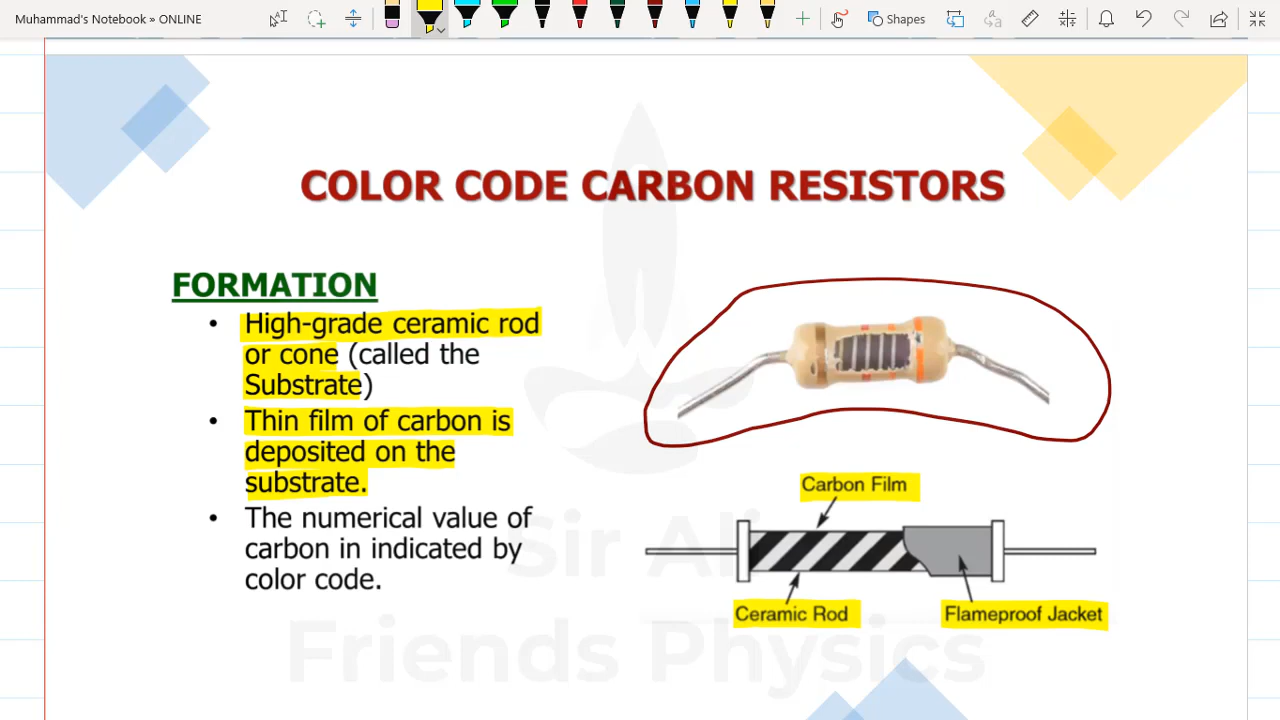 Muhammad's Notebook » ONLINE
Shapes
COLOR CODE CARBON RESISTORS
FORMATION
• High-grade ceramic rod
or cone (called the
Substrate)
• Thin film of carbon is
deposited on the
substrate.
• The numerical value of
carbon in indicated by
color code.
Carbon Film
Ceramic Rod
Flameproof Jacket
Sir Ali
Friends Physics